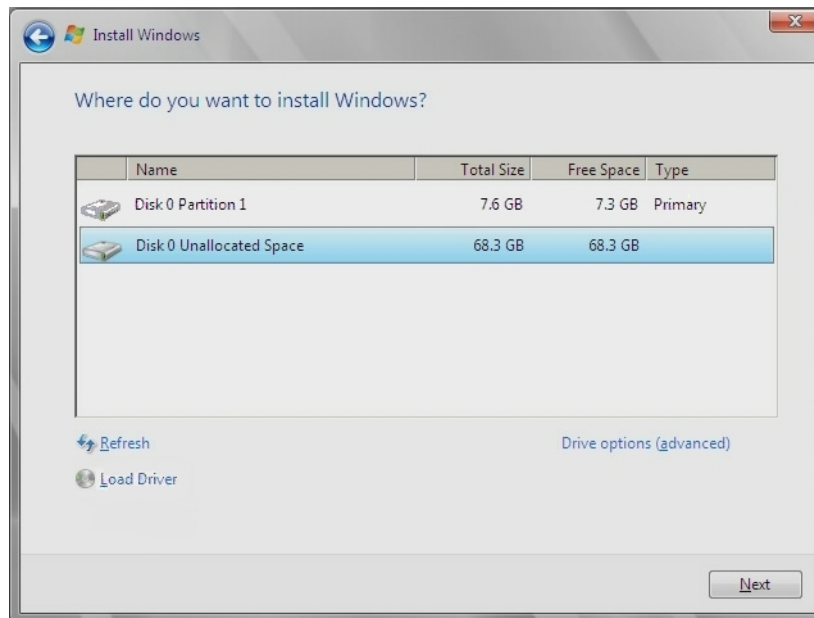 Install Windows
Where do you want to install Windows?
Name Total Size Free Space Type
Disk 0 Partition 1 7.6 GB 7.3 GB Primary
Disk 0 Unallocated Space 68.3 GB 68.3 GB
Refresh Drive options (advanced)
Load Driver
Next